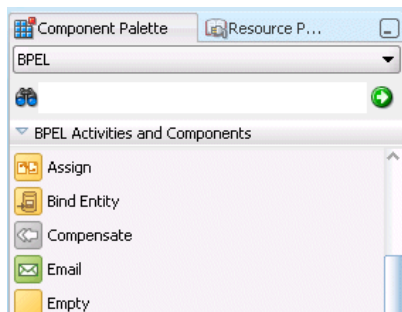 Component Palette
Resource P...
BPEL
BPEL Activities and Components
Assign
Bind Entity
Compensate
Email
Empty